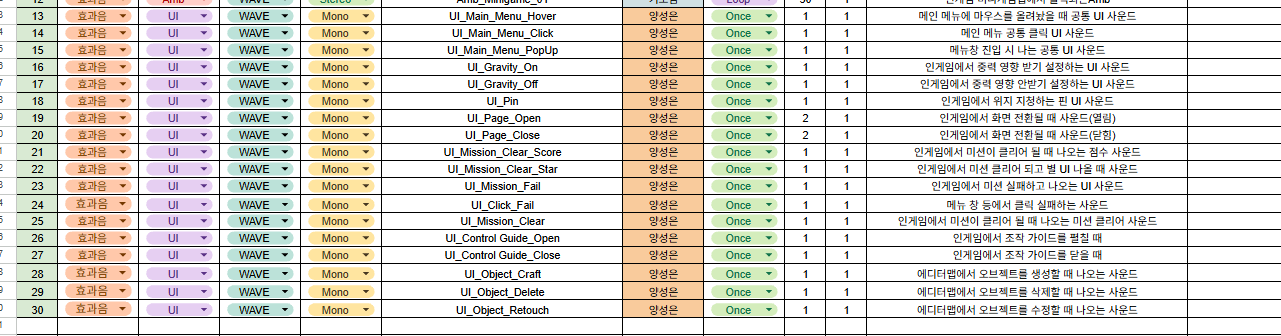 13 효과음 UI WAVE Mono UI_Main_Menu_Hover 양성은 Once 1 1 메인 메뉴에 마우스를 올려놨을 때 공통 UI 사운드
14 효과음 UI WAVE Mono UI_Main_Menu_Click 양성은 Once 1 1 메인 메뉴 공통 클릭 UI 사운드
15 효과음 UI WAVE Mono UI_Main_Menu_PopUp 양성은 Once 1 1 메뉴창 진입 시 나는 공통 UI 사운드
16 효과음 UI WAVE Mono UI_Gravity_On 양성은 Once 1 1 인게임에서 중력 영향 받기 설정하는 UI 사운드
17 효과음 UI WAVE Mono UI_Gravity_Off 양성은 Once 1 1 인게임에서 중력 영향 안받기 설정하는 UI 사운드
18 효과음 UI WAVE Mono UI_Pin 양성은 Once 1 1 인게임에서 위지 지정하는 핀 UI 사운드
19 효과음 UI WAVE Mono UI_Page_Open 양성은 Once 2 1 인게임에서 화면 전환될 때 사운드(열림)
20 효과음 UI WAVE Mono UI_Page_Close 양성은 Once 2 1 인게임에서 화면 전환될 때 사운드(닫힘)
21 효과음 UI WAVE Mono UI_Mission_Clear_Score 양성은 Once 1 1 인게임에서 미션이 클리어 될 때 나오는 점수 사운드
22 효과음 UI WAVE Mono UI_Mission_Clear_Star 양성은 Once 1 1 인게임에서 미션 클리어 되고 별 UI 나올 때 사운드
23 효과음 UI WAVE Mono UI_Mission_Fail 양성은 Once 1 1 인게임에서 미션 실패하고 나오는 UI 사운드
24 효과음 UI WAVE Mono UI_Click_Fail 양성은 Once 1 1 메뉴 창 등에서 클릭 실패하는 사운드
25 효과음 UI WAVE Mono UI_Mission_Clear 양성은 Once 1 1 인게임에서 미션이 클리어 될 때 나오는 미션 클리어 사운드
26 효과음 UI WAVE Mono UI_Control Guide_Open 양성은 Once 1 1 인게임에서 조작 가이드를 펼칠 때
27 효과음 UI WAVE Mono UI_Control Guide_Close 양성은 Once 1 1 인게임에서 조작 가이드를 닫을 때
28 효과음 UI WAVE Mono UI_Object_Craft 양성은 Once 1 1 에디터맵에서 오브젝트를 생성할 때 나오는 사운드
29 효과음 UI WAVE Mono UI_Object_Delete 양성은 Once 1 1 에디터맵에서 오브젝트를 삭제할 때 나오는 사운드
30 효과음 UI WAVE Mono UI_Object_Retouch 양성은 Once 1 1 에디터맵에서 오브젝트를 수정할 때 나오는 사운드